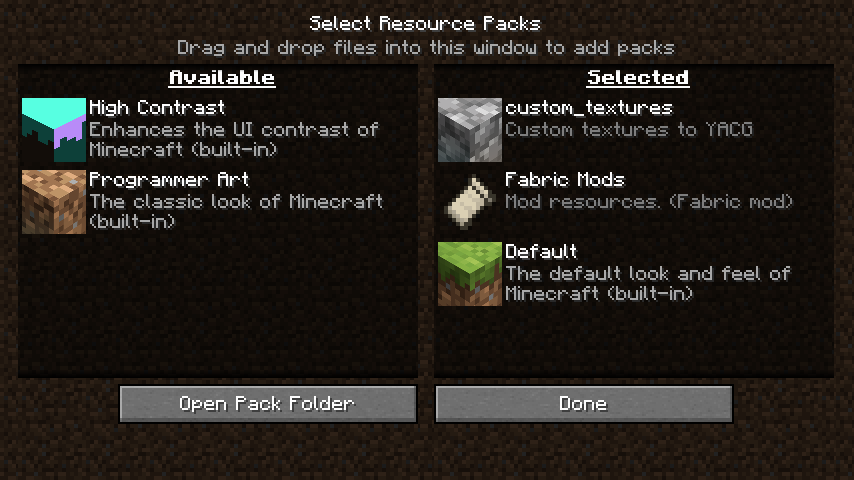 Select Resource Packs
Drag and drop files into this window to add packs
Available
High Contrast
Enhances the UI contrast of
Minecraft (built-in)
Programmer Art
The classic look of Minecraft
(built-in)
Selected
custom_textures
Custom textures to YACG
Fabric Mods
Mod resources. (Fabric mod)
Default
The default look and feel of
Minecraft (built-in)
Open Pack Folder
Done